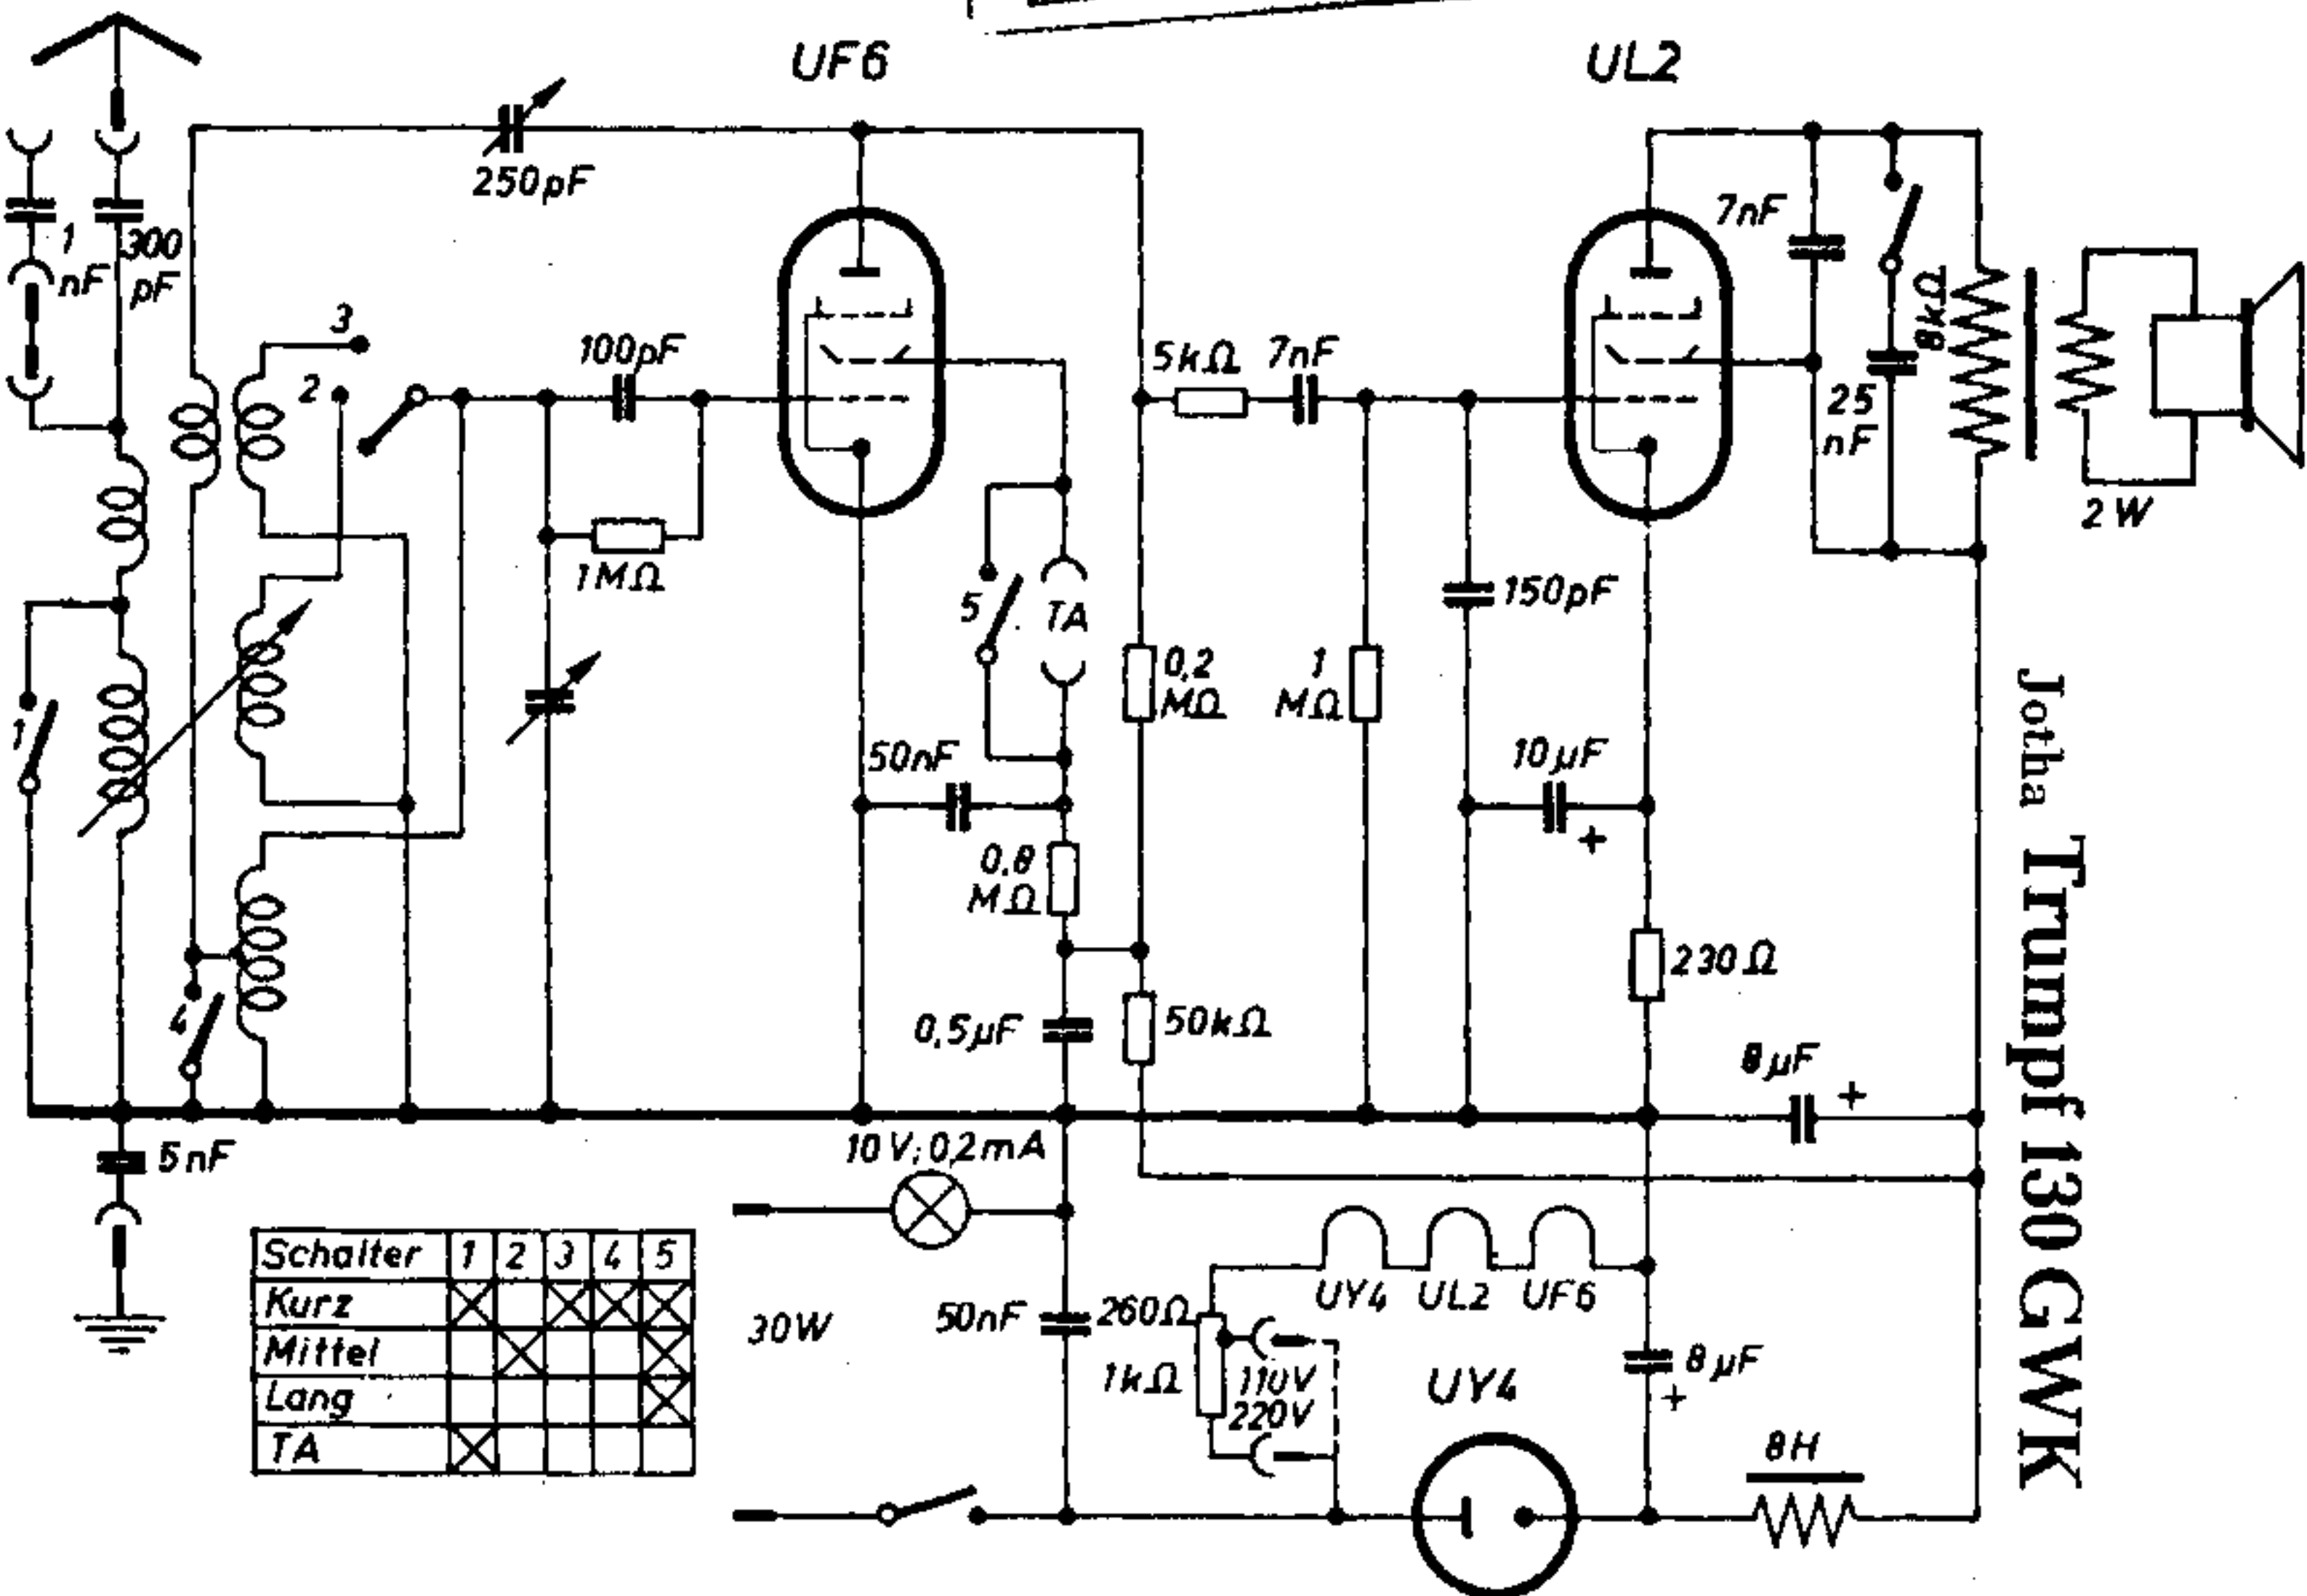 UF6
UL2
250pF
1
nF
300
pF
3
2
100pF
1MΩ
5kΩ
7nF
7nF
8kΩ
25
nF
2W
5
TA
0,2
MΩ
1
MΩ
150pF
1
50nF
10µF
+
0,8
MΩ
230Ω
4
0,5µF
50kΩ
8µF
+
5nF
10V; 0,2mA
Schalter 1 2 3 4 5
Kurz
Mittel
Lang
TA
30W
50nF
260Ω
1kΩ
110V
220V
UY4 UL2 UF6
UY4
8µF
+
8H
Jotha Trumpf 130 GWK